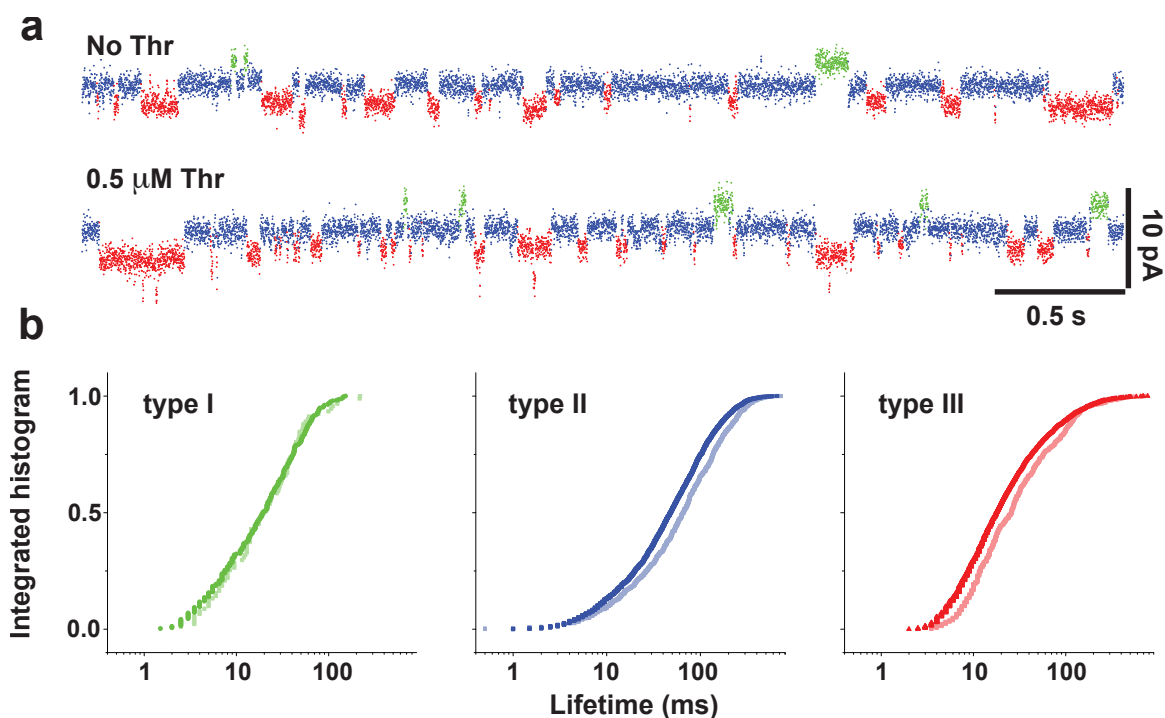 a
No Thr
0.5 μM Thr
10 pA
0.5 s
b
Integrated histogram
1.0
0.5
0.0
type I
type II
type III
1 10 100
1 10 100
1 10 100
Lifetime (ms)